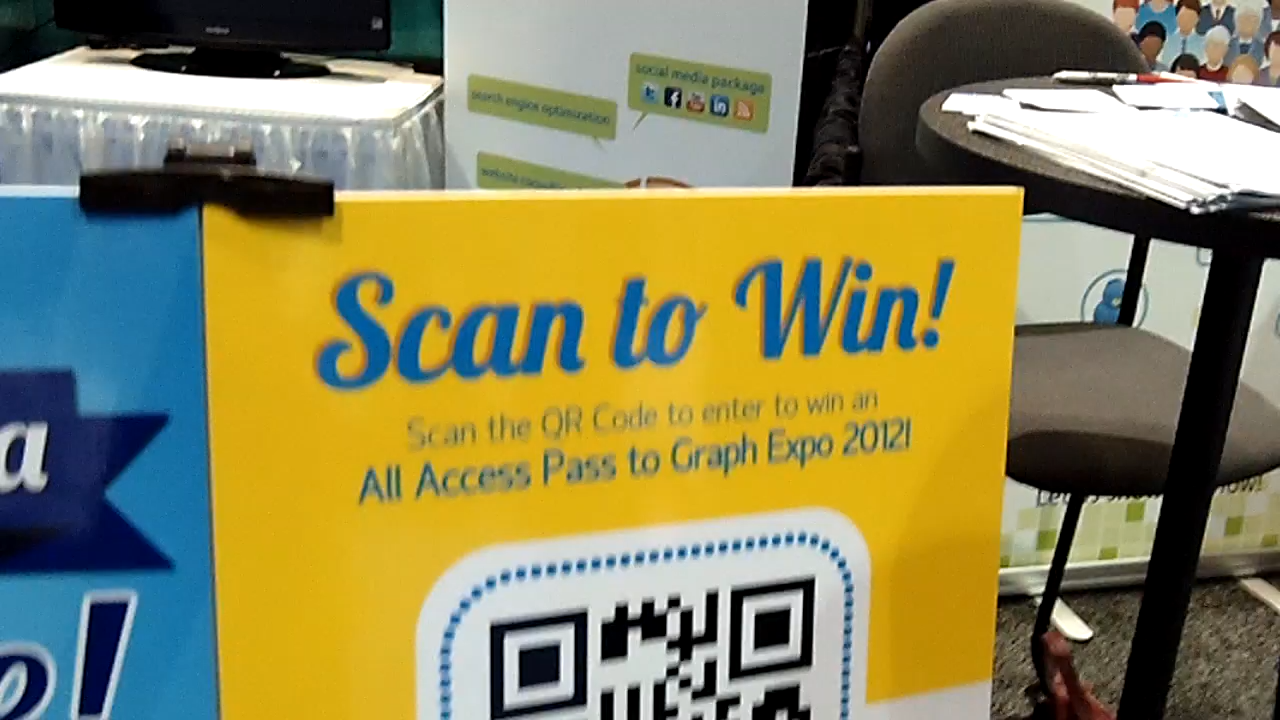 social media package
search engine optimization
website
Scan to Win!
Scan the QR Code to enter to win an
All Access Pass to Graph Expo 2012!
a
e!